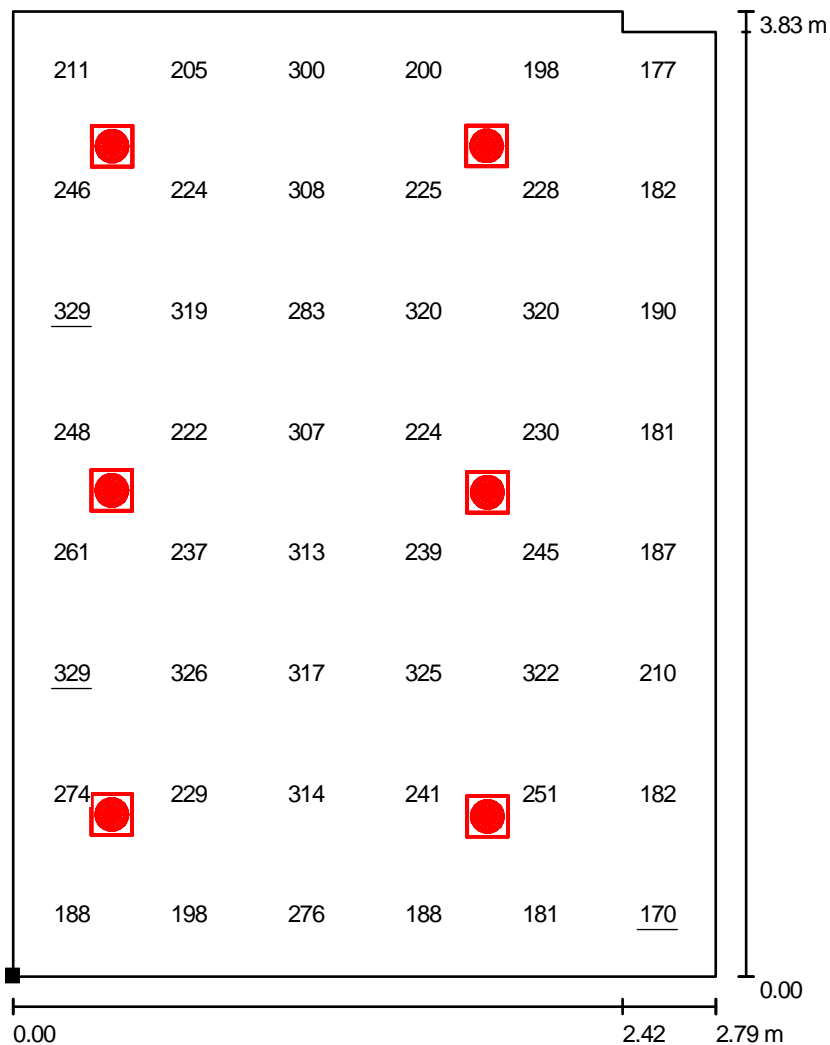 3.83 m
211 205 300 200 198 177
246 224 308 225 228 182
329 319 283 320 320 190
248 222 307 224 230 181
261 237 313 239 245 187
329 326 317 325 322 210
274 229 314 241 251 182
188 198 276 188 181 170
0.00
0.00 2.42 2.79 m